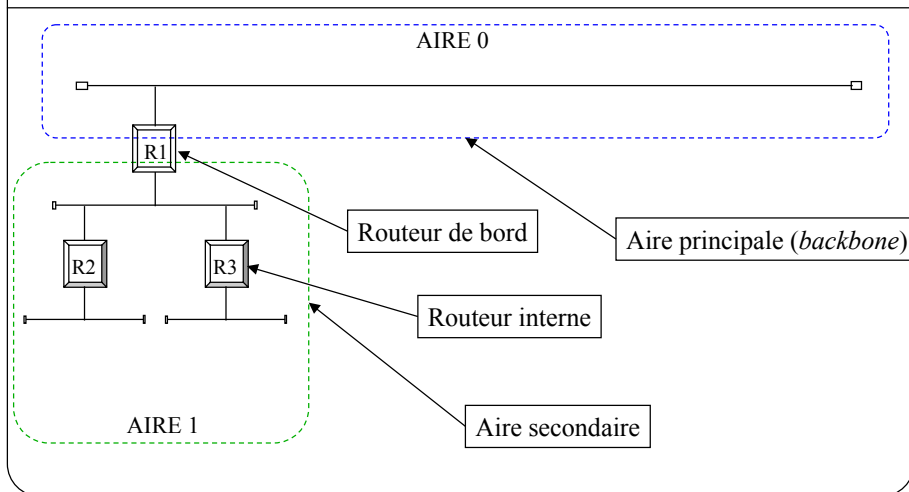 AIRE 0
R1
Routeur de bord
Aire principale (backbone)
R2
R3
Routeur interne
AIRE 1
Aire secondaire